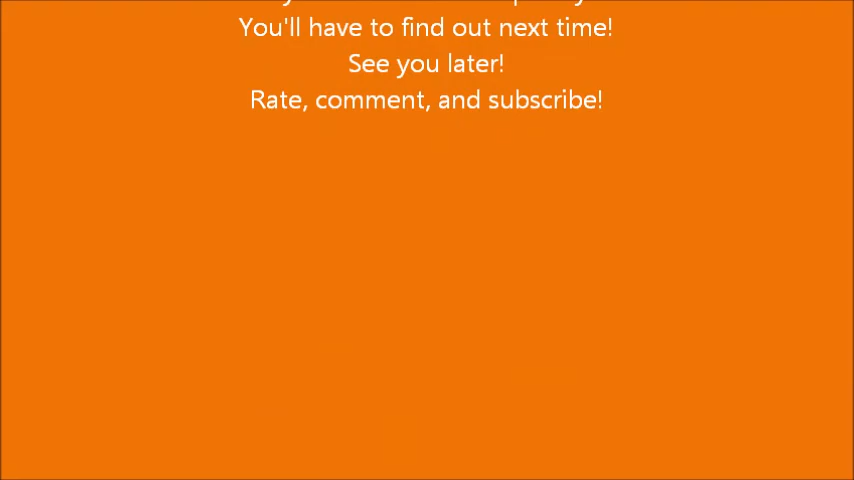 You'll have to find out next time!
See you later!
Rate, comment, and subscribe!